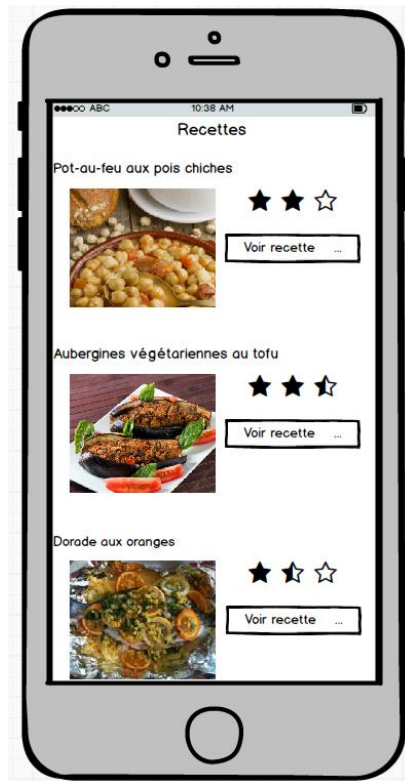 ABC 10:38 AM
Recettes
Pot-au-feu aux pois chiches
Voir recette ...
Aubergines végétariennes au tofu
Voir recette ...
Dorade aux oranges
Voir recette ...